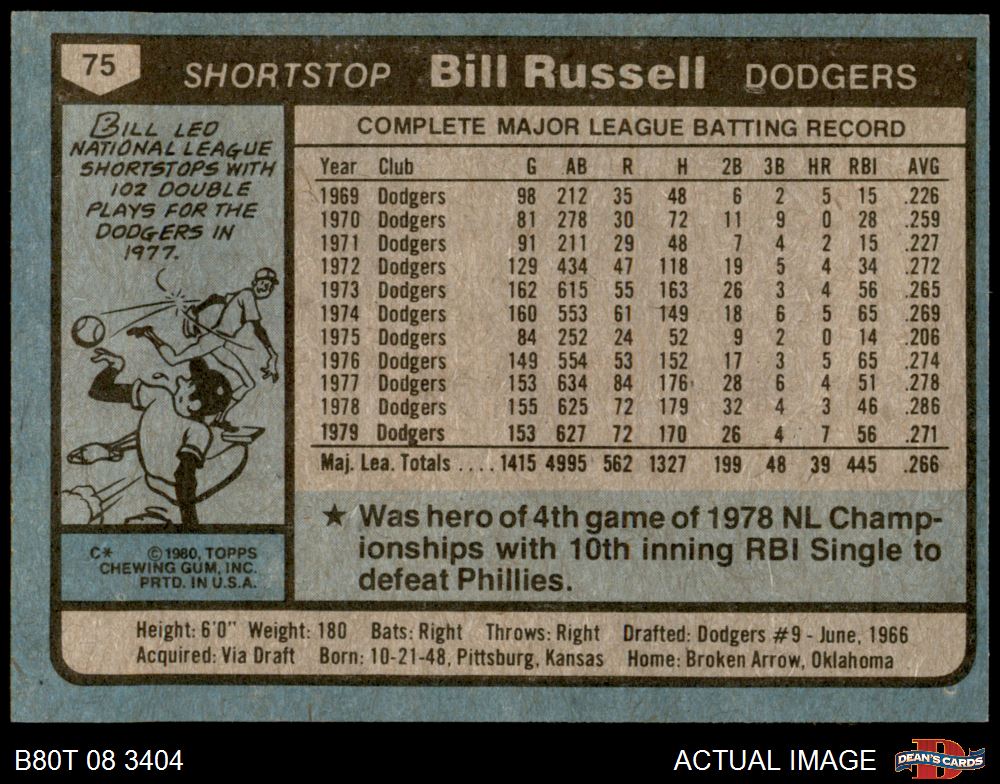 75
SHORTSTOP Bill Russell DODGERS
BILL LED
NATIONAL LEAGUE
SHORTSTOPS WITH
102 DOUBLE
PLAYS FOR THE
DODGERS IN
1977.
C* © 1980, TOPPS
CHEWING GUM, INC.
PRTD. IN U.S.A.
COMPLETE MAJOR LEAGUE BATTING RECORD
Year Club G AB R H 2B 3B HR RBI AVG
1969 Dodgers 98 212 35 48 6 2 5 15 .226
1970 Dodgers 81 278 30 72 11 9 0 28 .259
1971 Dodgers 91 211 29 48 7 4 2 15 .227
1972 Dodgers 129 434 47 118 19 5 4 34 .272
1973 Dodgers 162 615 55 163 26 3 4 56 .265
1974 Dodgers 160 553 61 149 18 6 5 65 .269
1975 Dodgers 84 252 24 52 9 2 0 14 .206
1976 Dodgers 149 554 53 152 17 3 5 65 .274
1977 Dodgers 153 634 84 176 28 6 4 51 .278
1978 Dodgers 155 625 72 179 32 4 3 46 .286
1979 Dodgers 153 627 72 170 26 4 7 56 .271
Maj. Lea. Totals .... 1415 4995 562 1327 199 48 39 445 .266
★ Was hero of 4th game of 1978 NL Champ-
ionships with 10th inning RBI Single to
defeat Phillies.
Height: 6'0" Weight: 180 Bats: Right Throws: Right Drafted: Dodgers #9 - June, 1966
Acquired: Via Draft Born: 10-21-48, Pittsburg, Kansas Home: Broken Arrow, Oklahoma
B80T 08 3404 ACTUAL IMAGE D DEAN'S CARDS